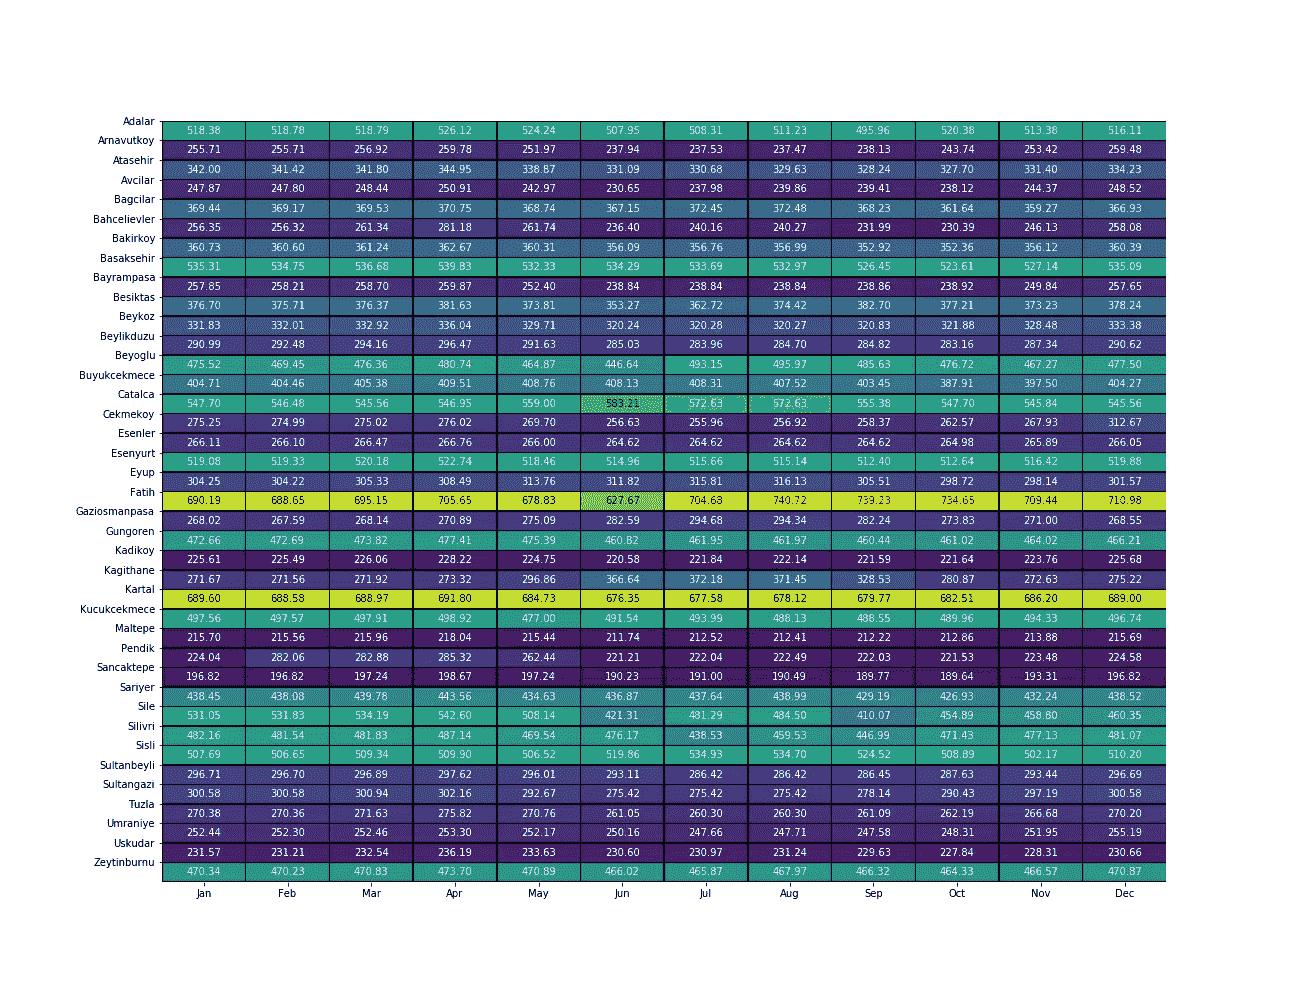 Adalar 518.38 518.78 518.79 526.12 524.24 507.95 508.31 511.23 495.96 520.38 513.38 516.11
Arnavutkoy 255.71 255.71 256.92 259.78 251.97 237.94 237.53 237.47 238.13 243.74 253.42 259.48
Atasehir 342.00 341.42 341.80 344.95 338.87 331.09 330.68 329.63 328.24 327.70 331.40 334.23
Avcilar 247.87 247.80 248.44 250.91 242.97 230.65 237.98 239.86 239.41 238.12 244.37 248.52
Bagcilar 369.44 369.17 369.53 370.75 368.74 367.15 372.45 372.48 368.23 361.64 359.27 366.93
Bahcelievler 256.35 256.32 261.34 281.18 261.74 236.40 240.16 240.27 231.99 230.39 246.13 258.08
Bakirkoy 360.73 360.60 361.24 362.67 360.31 356.09 356.76 356.99 352.92 352.36 356.12 360.39
Basaksehir 535.31 534.75 536.68 539.83 532.33 534.29 533.69 532.97 526.45 523.61 527.14 535.09
Bayrampasa 257.85 258.21 258.70 259.87 252.40 238.84 238.84 238.84 238.86 238.92 249.84 257.65
Besiktas 376.70 375.71 376.37 381.63 373.81 353.27 362.72 374.42 382.70 377.21 373.23 378.24
Beykoz 331.83 332.01 332.92 336.04 329.71 320.24 320.28 320.27 320.83 321.88 328.48 333.38
Beylikduzu 290.99 292.48 294.16 296.47 291.63 285.03 283.96 284.70 284.82 283.16 287.34 290.62
Beyoglu 475.52 469.45 476.36 480.74 464.87 446.64 493.15 495.97 485.63 476.72 467.27 477.50
Buyukcekmece 404.71 404.46 405.38 409.51 408.76 408.13 408.31 407.52 403.45 387.91 397.50 404.27
Catalca 547.70 546.48 545.56 546.95 559.00 583.21 572.63 572.63 555.38 547.70 545.84 545.56
Cekmekoy 275.25 274.99 275.02 276.02 269.70 256.63 255.96 256.92 258.37 262.57 267.93 312.67
Esenler 266.11 266.10 266.47 266.76 266.00 264.62 264.62 264.62 264.62 264.98 265.89 266.05
Esenyurt 519.08 519.33 520.18 522.74 518.46 514.96 515.66 515.14 512.40 512.64 516.42 519.88
Eyup 304.25 304.22 305.33 308.49 313.76 311.82 315.81 316.13 305.51 298.72 298.14 301.57
Fatih 690.19 688.65 695.15 705.65 678.83 627.67 704.68 740.72 739.23 734.65 709.44 710.98
Gaziosmanpasa 268.02 267.59 268.14 270.89 275.09 282.59 294.68 294.34 282.24 273.83 271.00 268.55
Gungoren 472.66 472.69 473.82 477.41 475.39 460.82 461.95 461.97 460.44 461.02 464.02 466.21
Kadikoy 225.61 225.49 226.06 228.22 224.75 220.58 221.84 222.14 221.59 221.64 223.76 225.68
Kagithane 271.67 271.56 271.92 273.32 296.86 366.64 372.18 371.45 328.53 280.87 272.63 275.22
Kartal 689.60 688.58 688.97 691.80 684.73 676.35 677.58 678.12 679.77 682.51 686.20 689.00
Kucukcekmece 497.56 497.57 497.91 498.92 477.00 491.54 493.99 488.13 488.55 489.96 494.33 496.74
Maltepe 215.70 215.56 215.96 218.04 215.44 211.74 212.52 212.41 212.22 212.86 213.88 215.69
Pendik 224.04 282.06 282.88 285.32 262.44 221.21 222.04 222.49 222.03 221.53 223.48 224.58
Sancaktepe 196.82 196.82 197.24 198.67 197.24 190.23 191.00 190.49 189.77 189.64 193.31 196.82
Sariyer 438.45 438.08 439.78 443.56 434.63 436.87 437.64 438.99 429.19 426.93 432.24 438.52
Sile 531.05 531.83 534.19 542.60 508.14 421.31 481.29 484.50 410.07 454.89 458.80 460.35
Silivri 482.16 481.54 481.83 487.14 469.54 476.17 438.53 459.53 446.99 471.43 477.13 481.07
Sisli 507.69 506.65 509.34 509.90 506.52 519.86 534.93 534.70 524.52 508.89 502.17 510.20
Sultanbeyli 296.71 296.70 296.89 297.62 296.01 293.11 286.42 286.42 286.45 287.63 293.44 296.69
Sultangazi 300.58 300.58 300.94 302.16 292.67 275.42 275.42 275.42 278.14 290.43 297.19 300.58
Tuzla 270.38 270.36 271.63 275.82 270.76 261.05 260.30 260.30 261.09 262.19 266.68 270.20
Umraniye 252.44 252.30 252.46 253.30 252.17 250.16 247.66 247.71 247.58 248.31 251.95 255.19
Uskudar 231.57 231.21 232.54 236.19 233.63 230.60 230.97 231.24 229.63 227.84 228.31 230.66
Zeytinburnu 470.34 470.23 470.83 473.70 470.89 466.02 465.87 467.97 466.32 464.33 466.57 470.87
Jan Feb Mar Apr May Jun Jul Aug Sep Oct Nov Dec